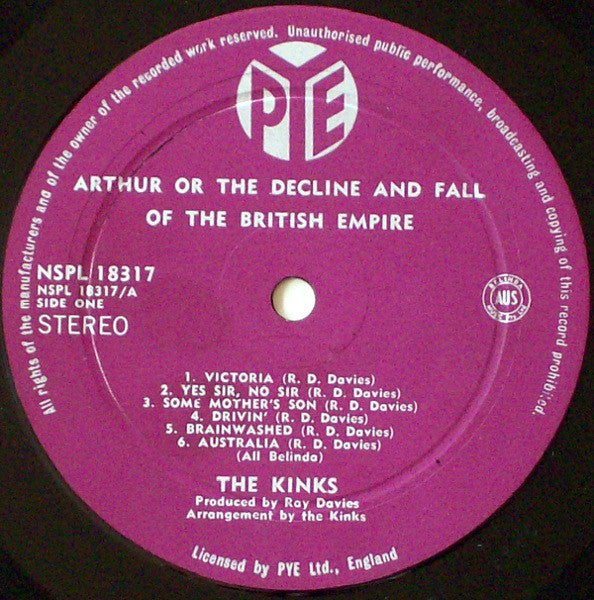 All rights of the manufacturers and of the owner of the recorded work reserved. Unauthorised public performance, broadcasting and copying of this record prohibited.
PYE
ARTHUR OR THE DECLINE AND FALL
OF THE BRITISH EMPIRE
NSPL 18317
NSPL 18317/A
SIDE ONE
STEREO
BELINDA
AUS
1. VICTORIA (R. D. Davies)
2. YES SIR, NO SIR (R. D. Davies)
3. SOME MOTHER'S SON (R. D. Davies)
4. DRIVIN' (R. D. Davies)
5. BRAINWASHED (R. D. Davies)
6. AUSTRALIA (R. D. Davies)
(All Belinda)
THE KINKS
Produced by Ray Davies
Arrangement by the Kinks
Licensed by PYE Ltd., England